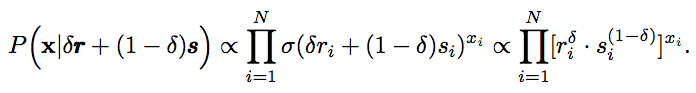 P(𝐱|δ𝒓 + (1 − δ)𝒔) ∝ ∏_{i=1}^{N} σ(δr_i + (1 − δ)s_i)^{x_i} ∝ ∏_{i=1}^{N} [r_i^δ · s_i^{(1−δ)}]^{x_i}.